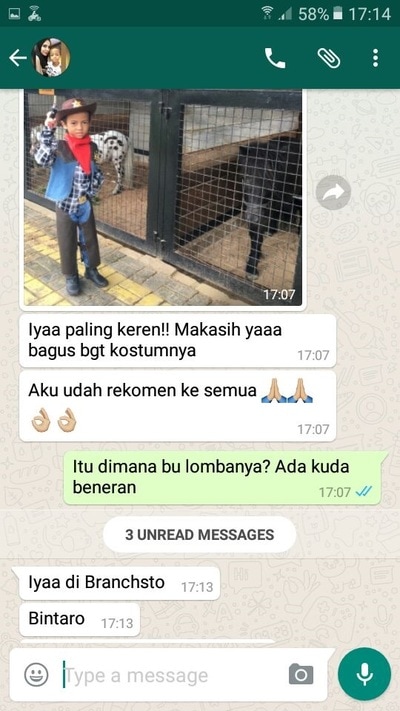 58% 17:14
17:07
Iyaa paling keren!! Makasih yaaa
bagus bgt kostumnya
17:07
Aku udah rekomen ke semua 🙏🏼🙏🏼
👌🏼👌🏼
17:07
Itu dimana bu lombanya? Ada kuda
beneran
17:07
3 UNREAD MESSAGES
Iyaa di Branchsto
17:13
Bintaro
17:13
Type a message